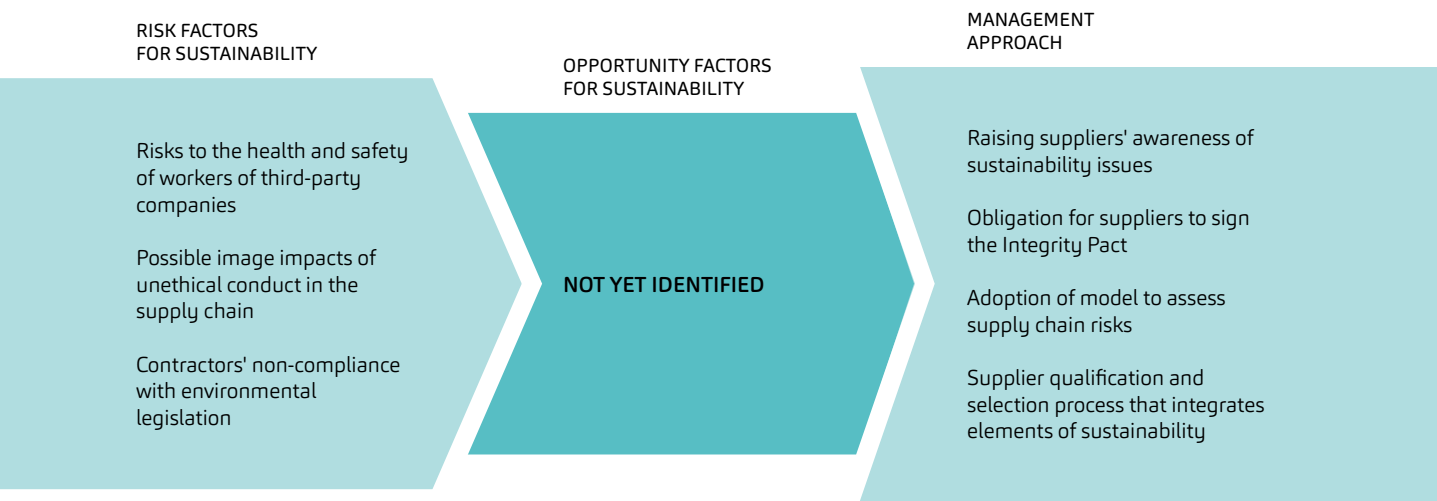 RISK FACTORS
FOR SUSTAINABILITY
Risks to the health and safety
of workers of third-party
companies
Possible image impacts of
unethical conduct in the
supply chain
Contractors' non-compliance
with environmental
legislation
OPPORTUNITY FACTORS
FOR SUSTAINABILITY
NOT YET IDENTIFIED
MANAGEMENT
APPROACH
Raising suppliers' awareness of
sustainability issues
Obligation for suppliers to sign
the Integrity Pact
Adoption of model to assess
supply chain risks
Supplier qualification and
selection process that integrates
elements of sustainability